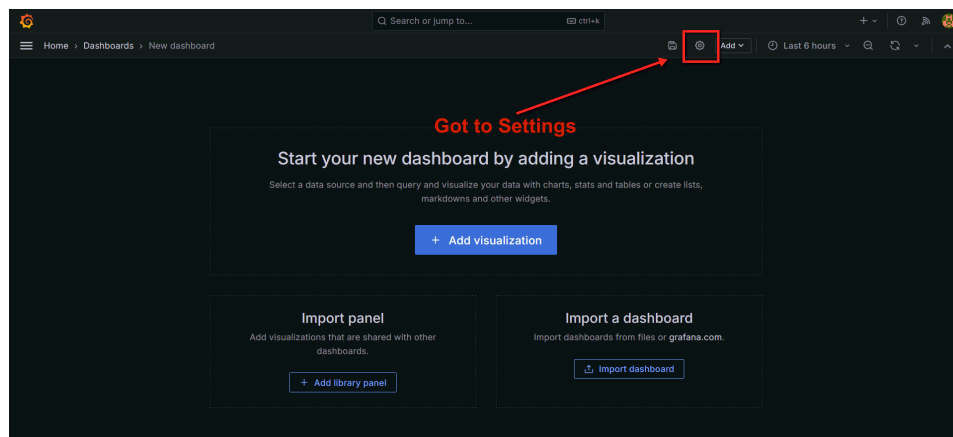 Search or jump to...
ctrl+k
Home › Dashboards › New dashboard
Add
Last 6 hours
Got to Settings
Start your new dashboard by adding a visualization
Select a data source and then query and visualize your data with charts, stats and tables or create lists,
markdowns and other widgets.
+ Add visualization
Import panel
Add visualizations that are shared with other
dashboards.
+ Add library panel
Import a dashboard
Import dashboards from files or grafana.com.
Import dashboard